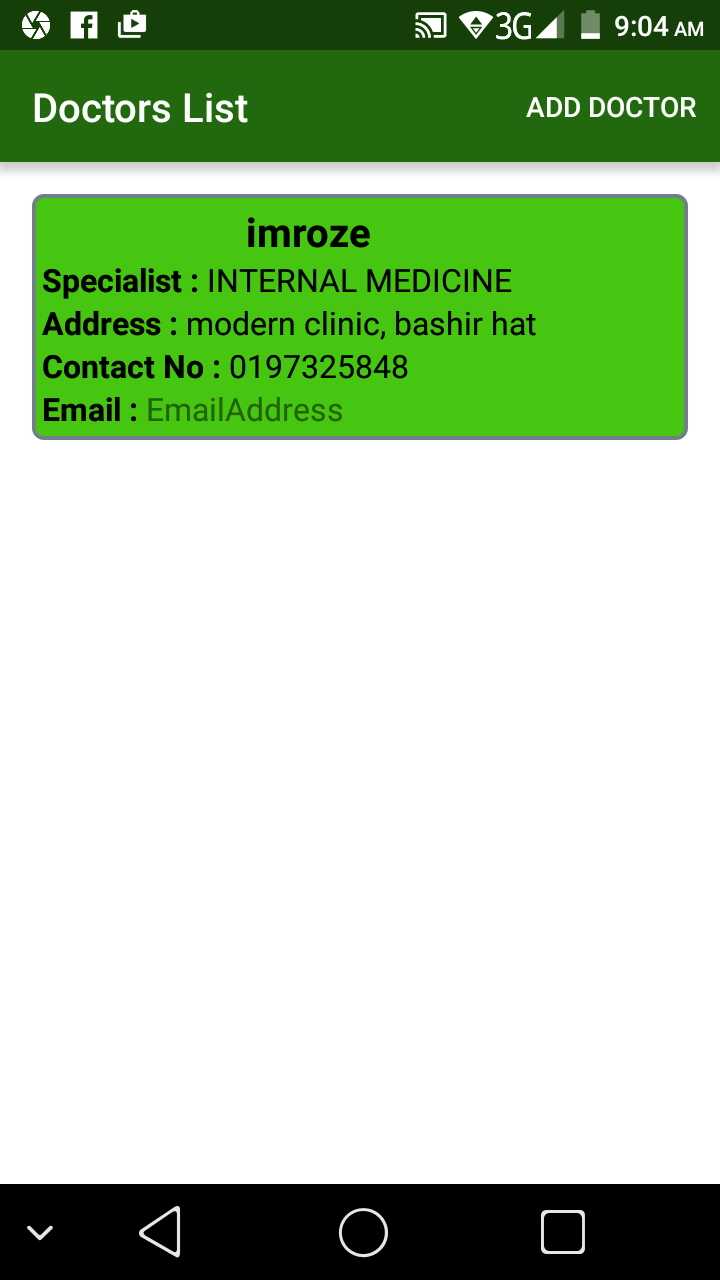 3G 9:04 AM
Doctors List ADD DOCTOR
imroze
Specialist : INTERNAL MEDICINE
Address : modern clinic, bashir hat
Contact No : 0197325848
Email : EmailAddress